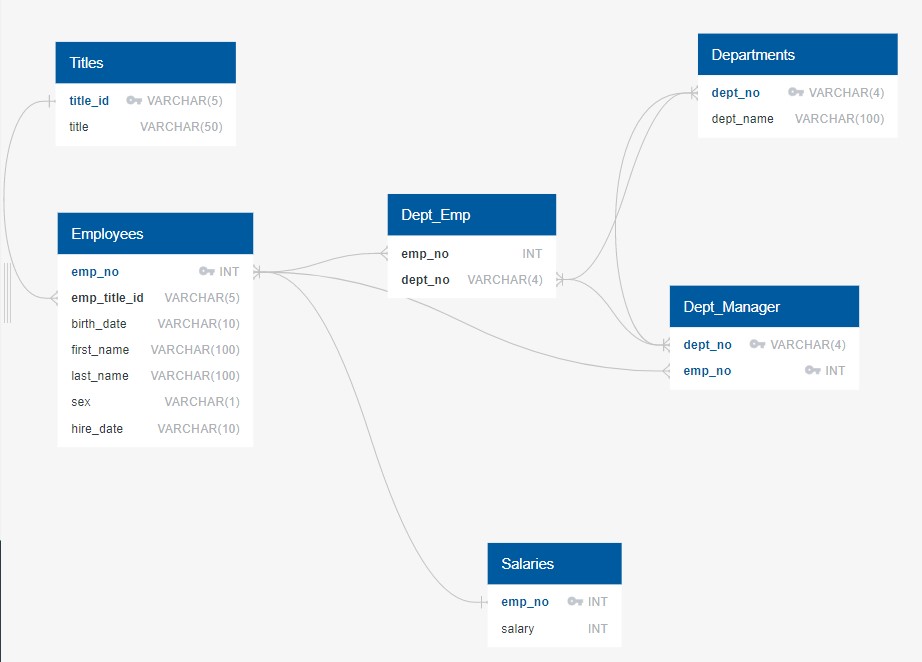 Titles
title_id VARCHAR(5)
title VARCHAR(50)
Employees
emp_no INT
emp_title_id VARCHAR(5)
birth_date VARCHAR(10)
first_name VARCHAR(100)
last_name VARCHAR(100)
sex VARCHAR(1)
hire_date VARCHAR(10)
Dept_Emp
emp_no INT
dept_no VARCHAR(4)
Departments
dept_no VARCHAR(4)
dept_name VARCHAR(100)
Dept_Manager
dept_no VARCHAR(4)
emp_no INT
Salaries
emp_no INT
salary INT